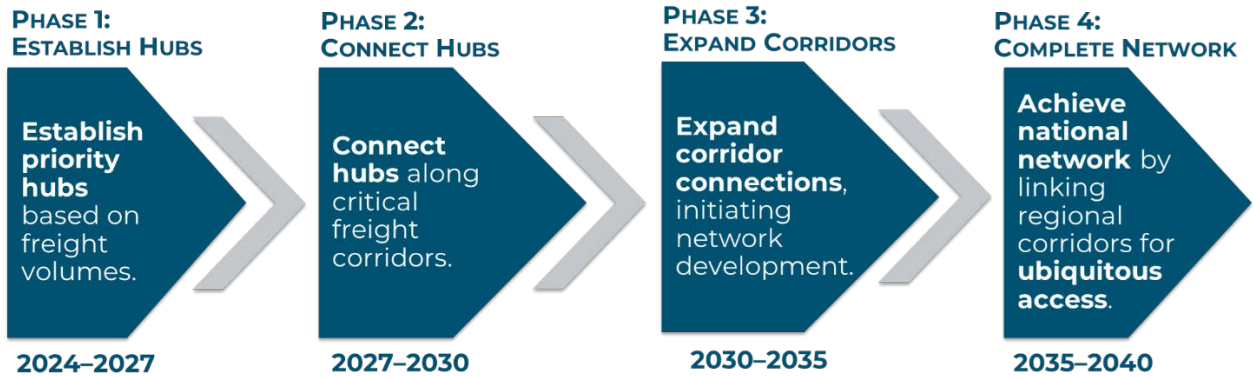 PHASE 1:
ESTABLISH HUBS
Establish
priority
hubs
based on
freight
volumes.
2024–2027
PHASE 2:
CONNECT HUBS
Connect
hubs along
critical
freight
corridors.
2027–2030
PHASE 3:
EXPAND CORRIDORS
Expand
corridor
connections,
initiating
network
development.
2030–2035
PHASE 4:
COMPLETE NETWORK
Achieve
national
network by
linking
regional
corridors for
ubiquitous
access.
2035–2040